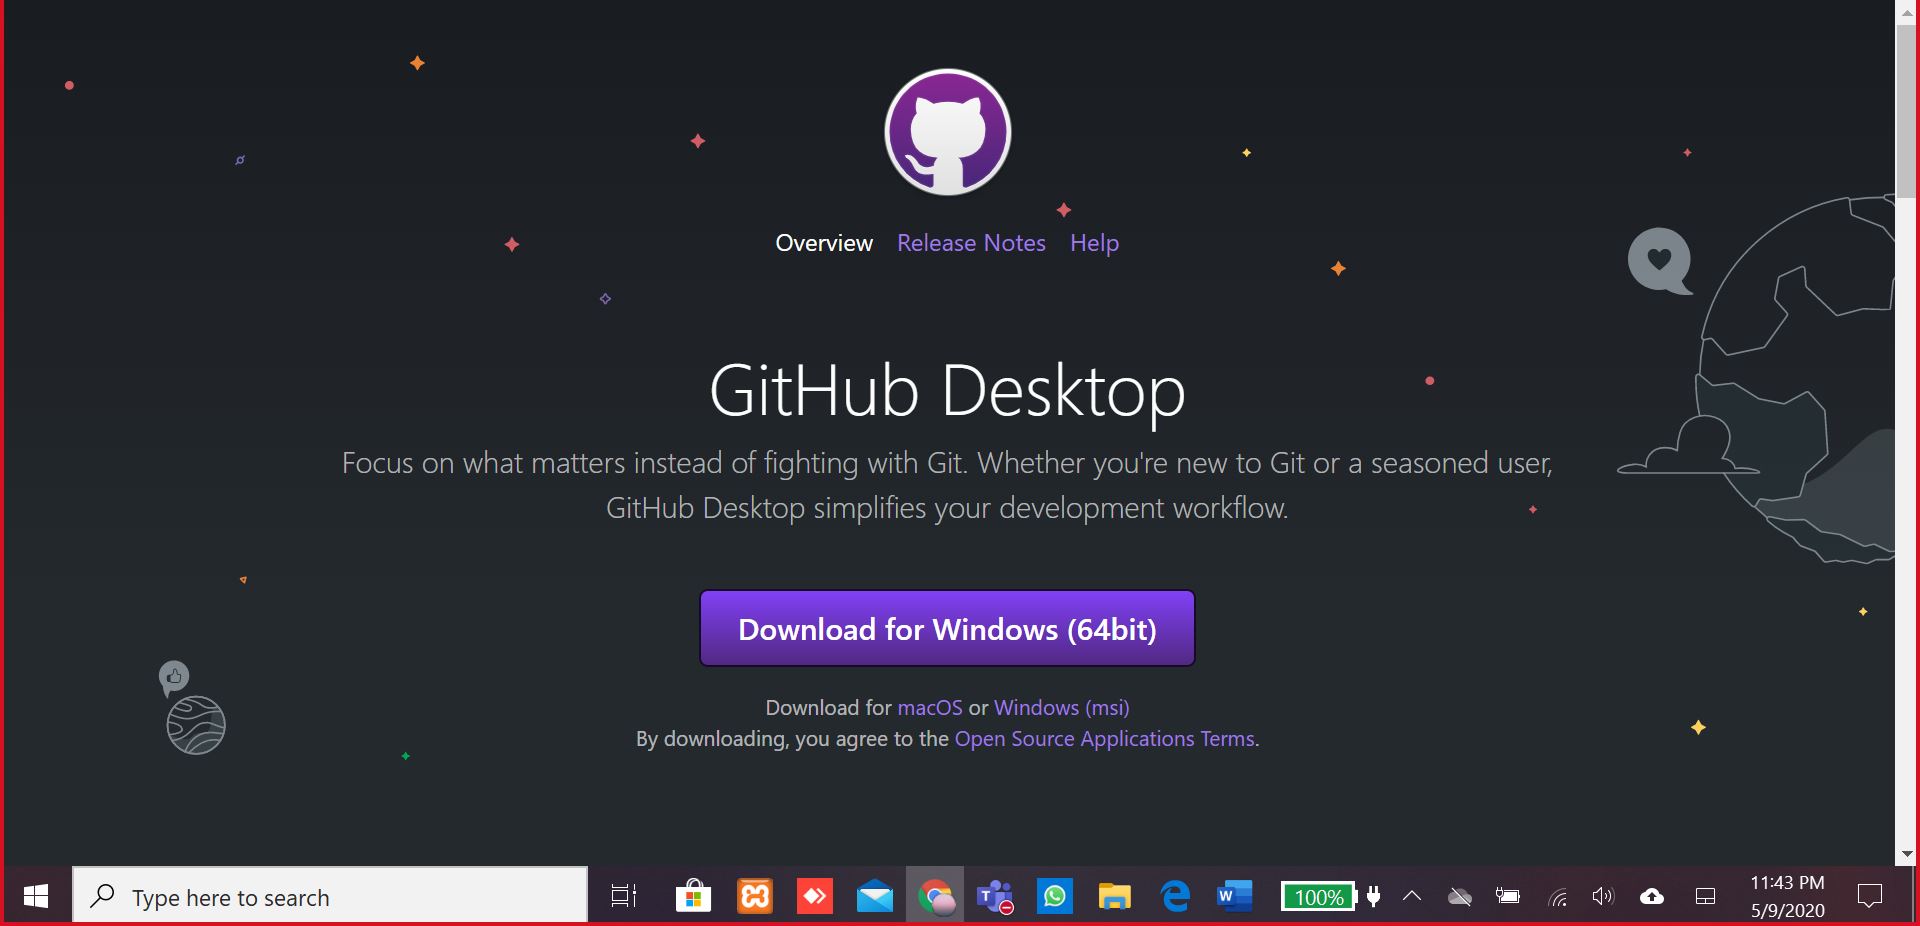 Overview Release Notes Help
GitHub Desktop
Focus on what matters instead of fighting with Git. Whether you're new to Git or a seasoned user,
GitHub Desktop simplifies your development workflow.
Download for Windows (64bit)
Download for macOS or Windows (msi)
By downloading, you agree to the Open Source Applications Terms.
Type here to search
T
W
100%
11:43 PM
5/9/2020